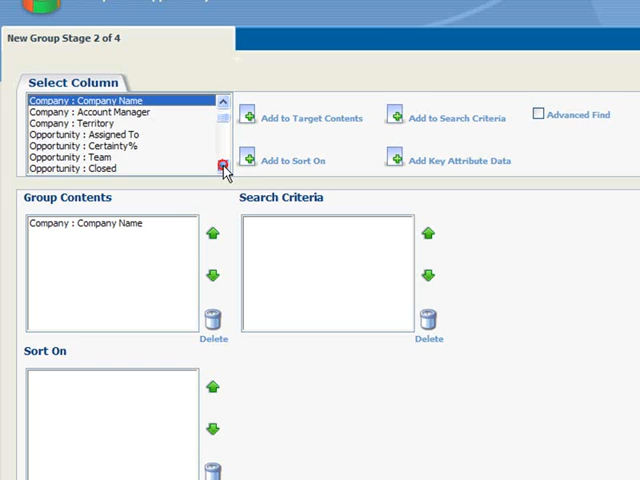 New Group Stage 2 of 4
Select Column
Company : Company Name
Company : Account Manager
Company : Territory
Opportunity : Assigned To
Opportunity : Certainty%
Opportunity : Team
Opportunity : Closed
Add to Target Contents
Add to Search Criteria
Advanced Find
Add to Sort On
Add Key Attribute Data
Group Contents
Search Criteria
Company : Company Name
Delete
Delete
Sort On